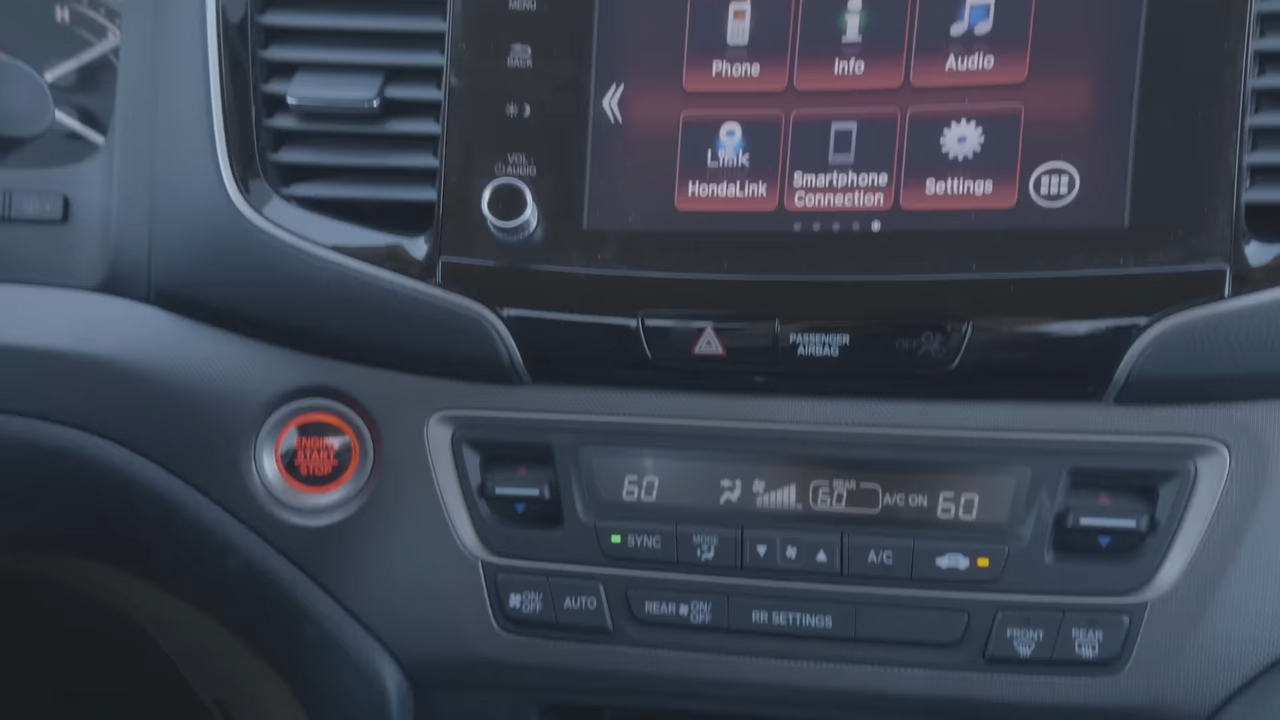 H
MENU
BACK
VOL
AUDIO
Phone
Info
Audio
Link
HondaLink
Smartphone
Connection
Settings
PASSENGER
AIRBAG
OFF
ENGINE
START
STOP
60
REAR
60
A/C ON
60
SYNC
MODE
A/C
ON/
OFF
AUTO
REAR
ON/
OFF
RR SETTINGS
FRONT
REAR